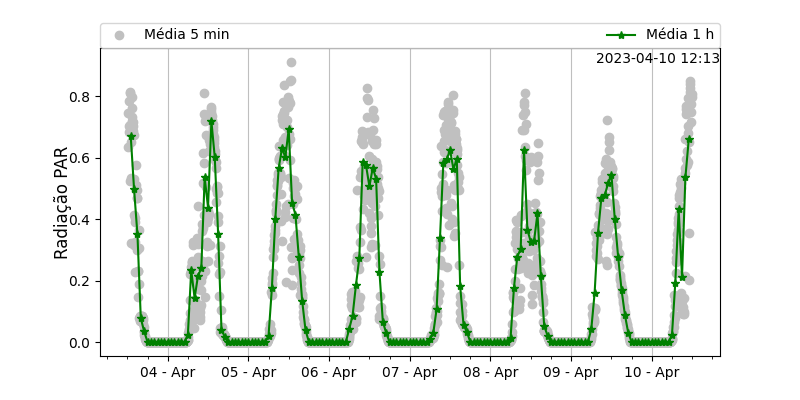 Média 5 min
Média 1 h
2023-04-10 12:13
Radiação PAR
0.8
0.6
0.4
0.2
0.0
04 - Apr
05 - Apr
06 - Apr
07 - Apr
08 - Apr
09 - Apr
10 - Apr